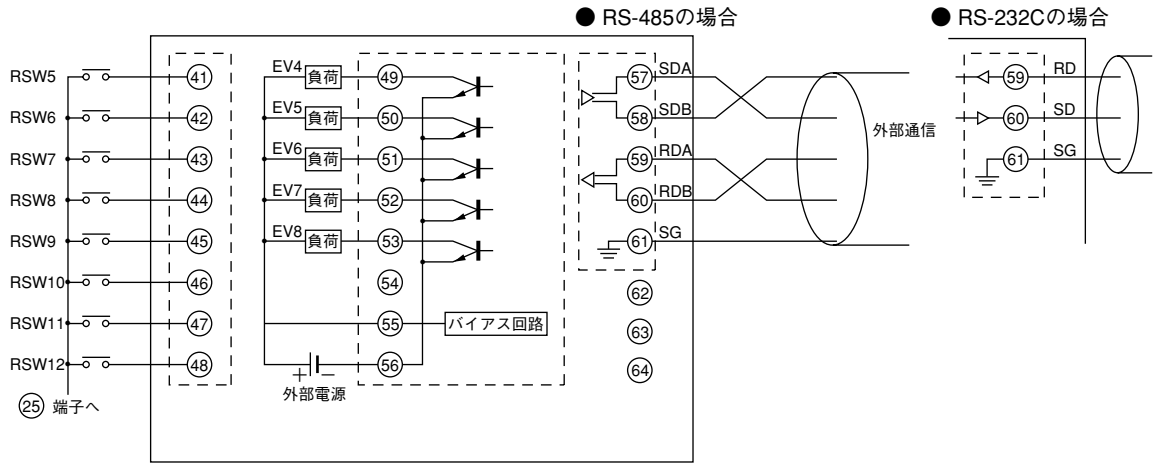 ● RS-485の場合
● RS-232Cの場合
RSW5 41 EV4 負荷 49 57 SDA
RSW6 42 EV5 負荷 50 58 SDB
RSW7 43 EV6 負荷 51 59 RDA
RSW8 44 EV7 負荷 52 60 RDB
RSW9 45 EV8 負荷 53 61 SG
RSW10 46 54 62
RSW11 47 55 バイアス回路 63
RSW12 48 + − 56 64
外部電源
25 端子へ
外部通信
59 RD
60 SD
61 SG